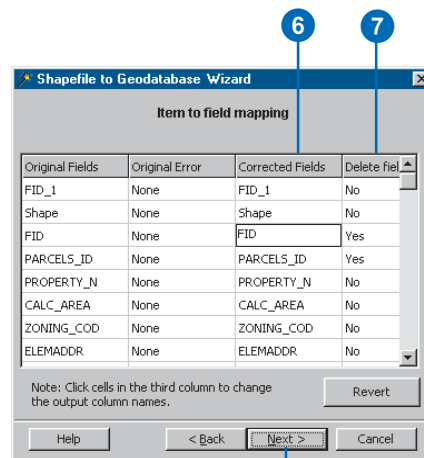 6 7
Shapefile to Geodatabase Wizard
Item to field mapping
Original Fields Original Error Corrected Fields Delete fiel
FID_1 None FID_1 No
Shape None Shape No
FID None FID Yes
PARCELS_ID None PARCELS_ID Yes
PROPERTY_N None PROPERTY_N No
CALC_AREA None CALC_AREA No
ZONING_COD None ZONING_COD No
ELEMADDR None ELEMADDR No
Note: Click cells in the third column to change
the output column names.
Revert
Help < Back Next > Cancel